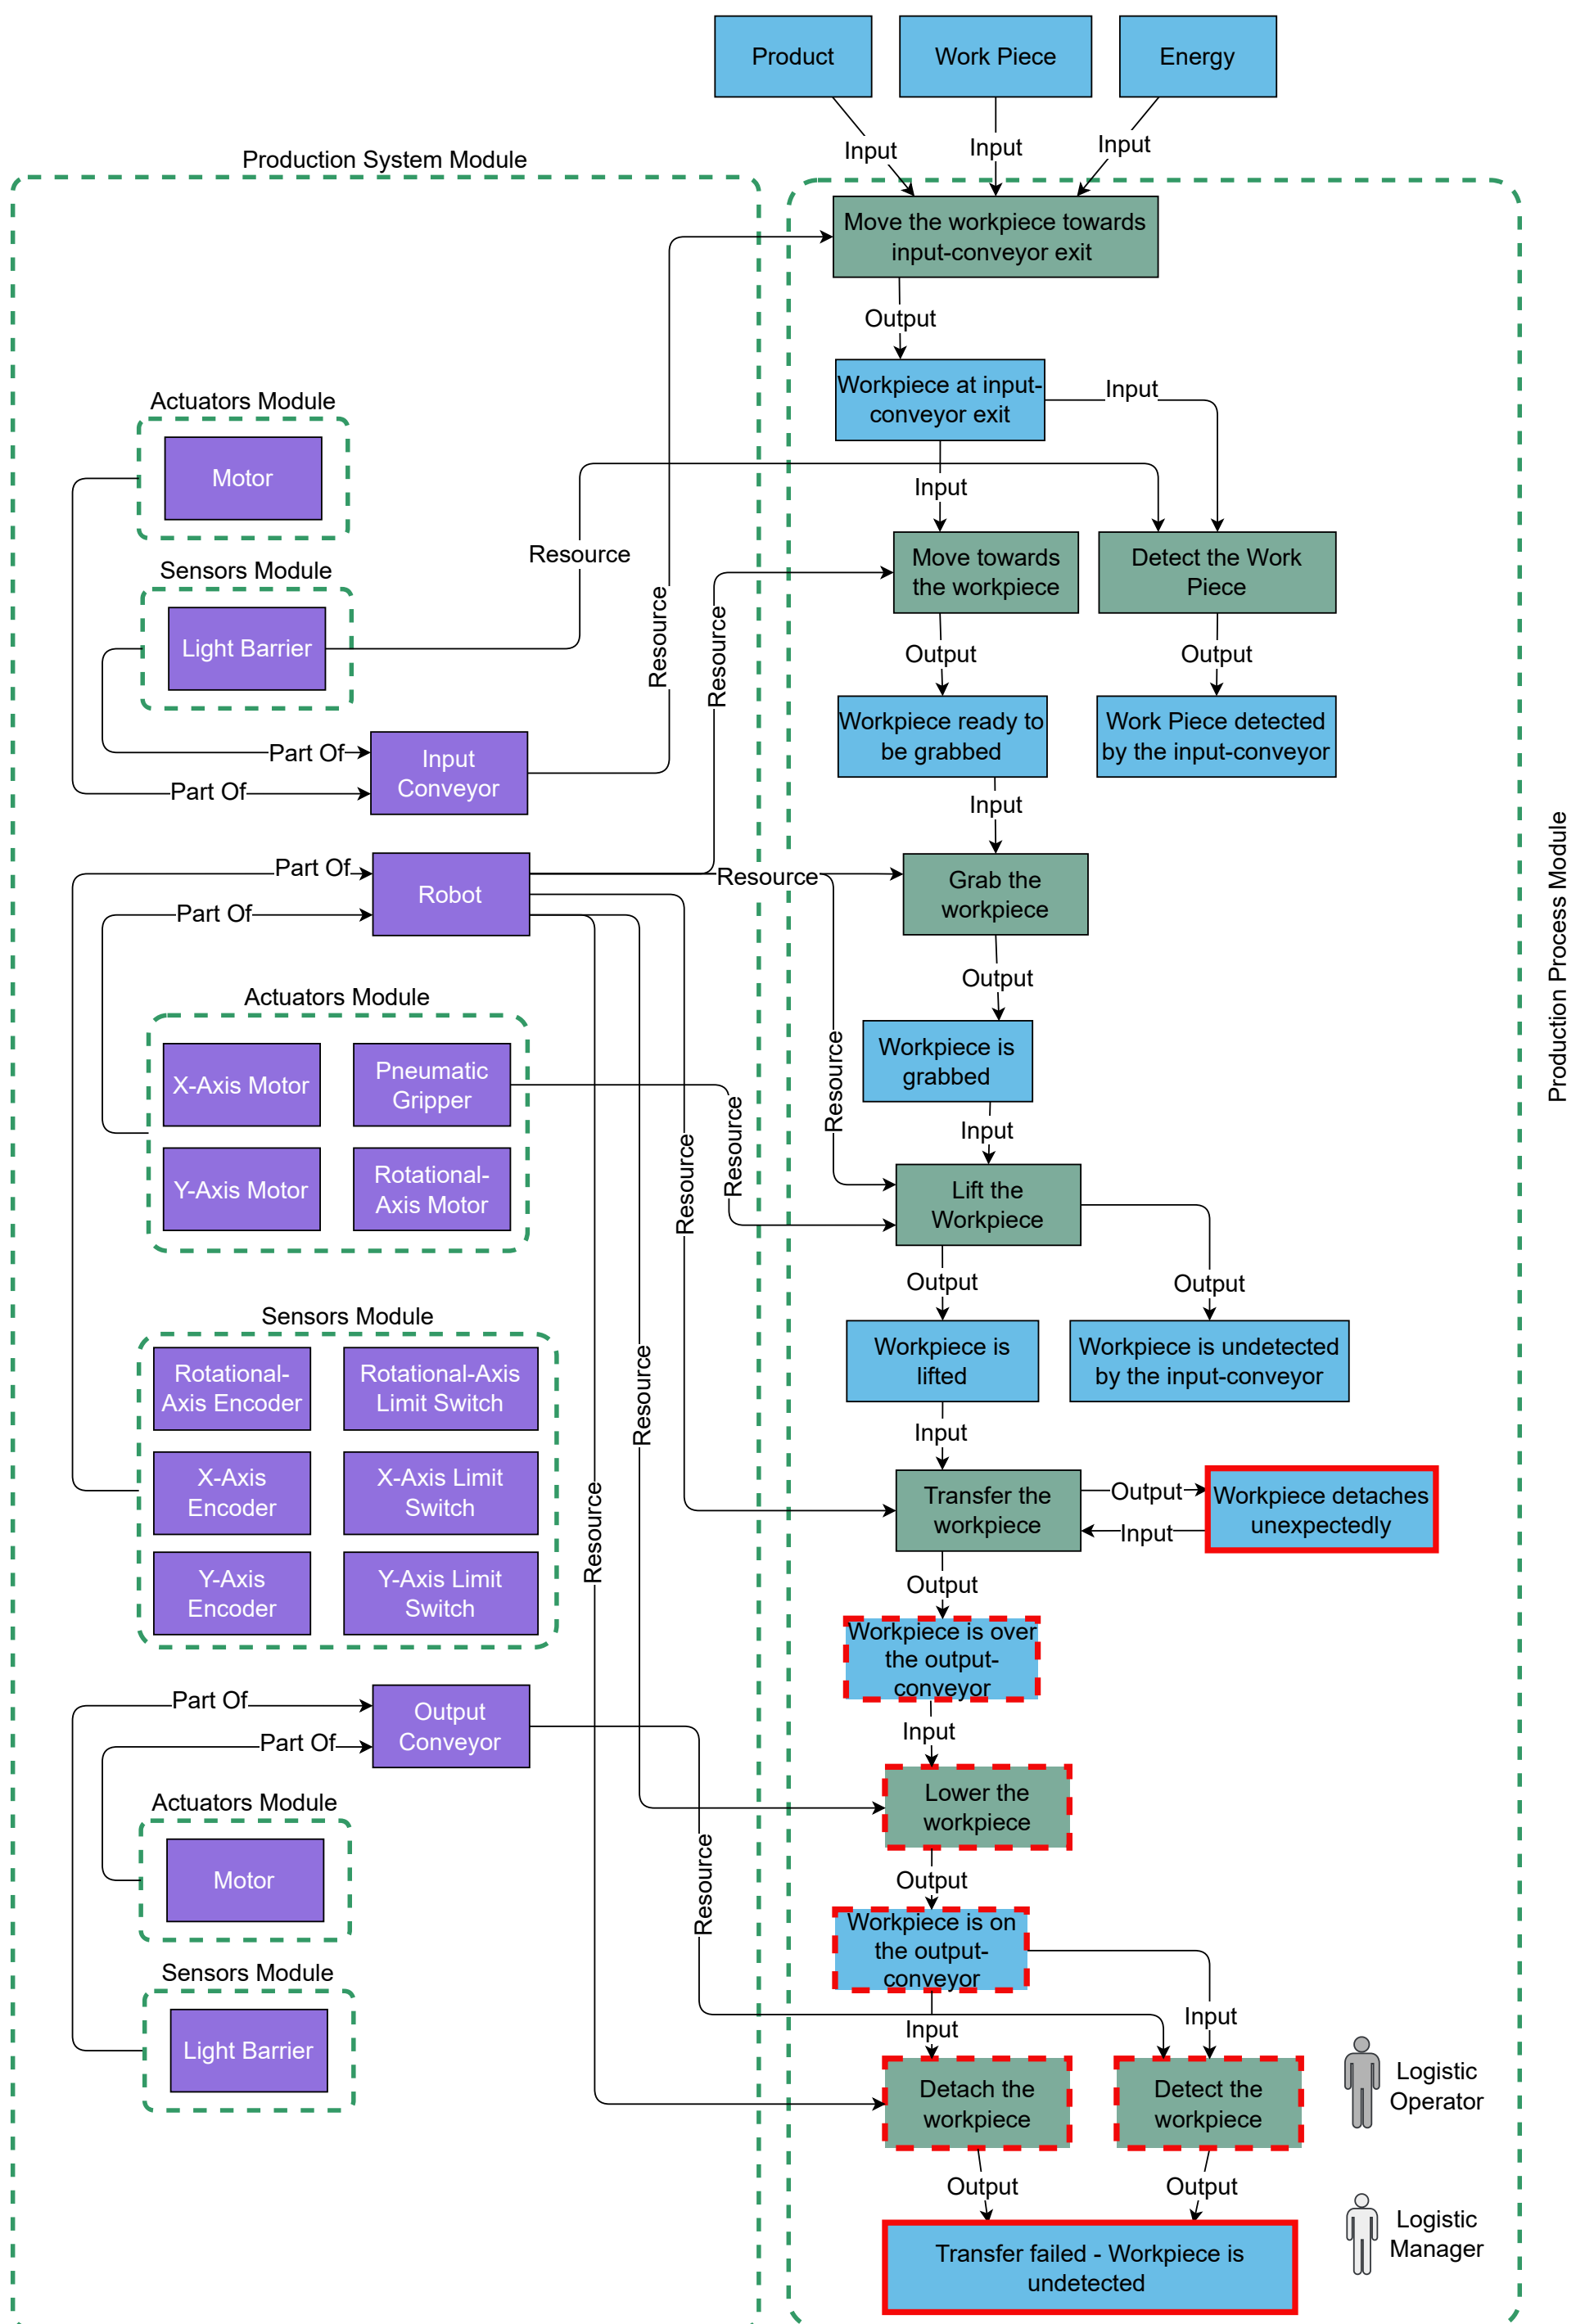 Product
Work Piece
Energy
Input
Input
Input
Production System Module
Move the workpiece towards
input-conveyor exit
Output
Workpiece at input-
conveyor exit
Input
Actuators Module
Motor
Input
Resource
Sensors Module
Light Barrier
Move towards
the workpiece
Detect the Work
Piece
Resource
Resource
Output
Output
Workpiece ready to
be grabbed
Work Piece detected
by the input-conveyor
Part Of
Part Of
Input
Conveyor
Input
Part Of
Part Of
Robot
Resource
Grab the
workpiece
Production Process Module
Output
Actuators Module
X-Axis Motor
Pneumatic
Gripper
Y-Axis Motor
Rotational-
Axis Motor
Workpiece is
grabbed
Resource
Resource
Resource
Input
Lift the
Workpiece
Output
Output
Sensors Module
Rotational-
Axis Encoder
Rotational-Axis
Limit Switch
X-Axis
Encoder
X-Axis Limit
Switch
Y-Axis
Encoder
Y-Axis Limit
Switch
Workpiece is
lifted
Workpiece is undetected
by the input-conveyor
Resource
Resource
Input
Transfer the
workpiece
Output
Input
Workpiece detaches
unexpectedly
Output
Workpiece is over
the output-
conveyor
Part Of
Part Of
Output
Conveyor
Input
Lower the
workpiece
Actuators Module
Motor
Resource
Output
Workpiece is on
the output-
conveyor
Sensors Module
Light Barrier
Input
Input
Detach the
workpiece
Detect the
workpiece
Logistic
Operator
Output
Output
Logistic
Manager
Transfer failed - Workpiece is
undetected